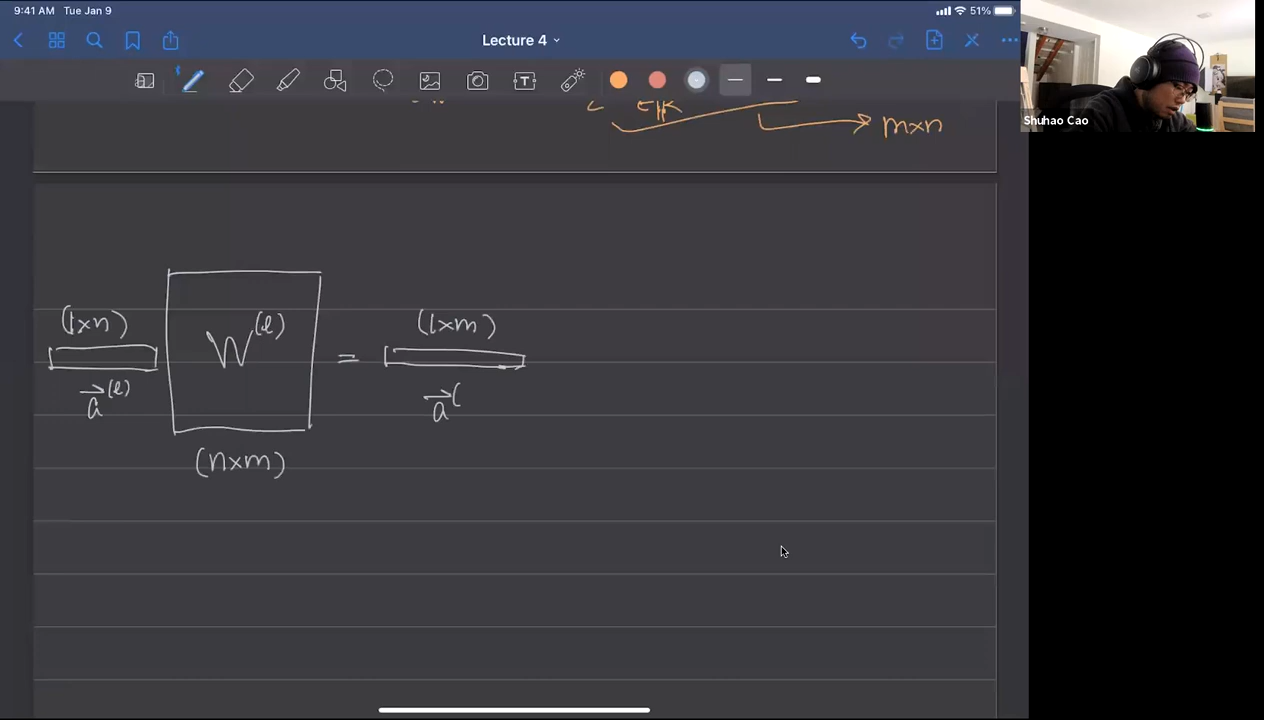 9:41 AM Tue Jan 9
51%
Lecture 4
Shuhao Cao
m×n
(1×n)
W^(l)
(1×m)
=
a⃗^(l)
a⃗^(
(n×m)